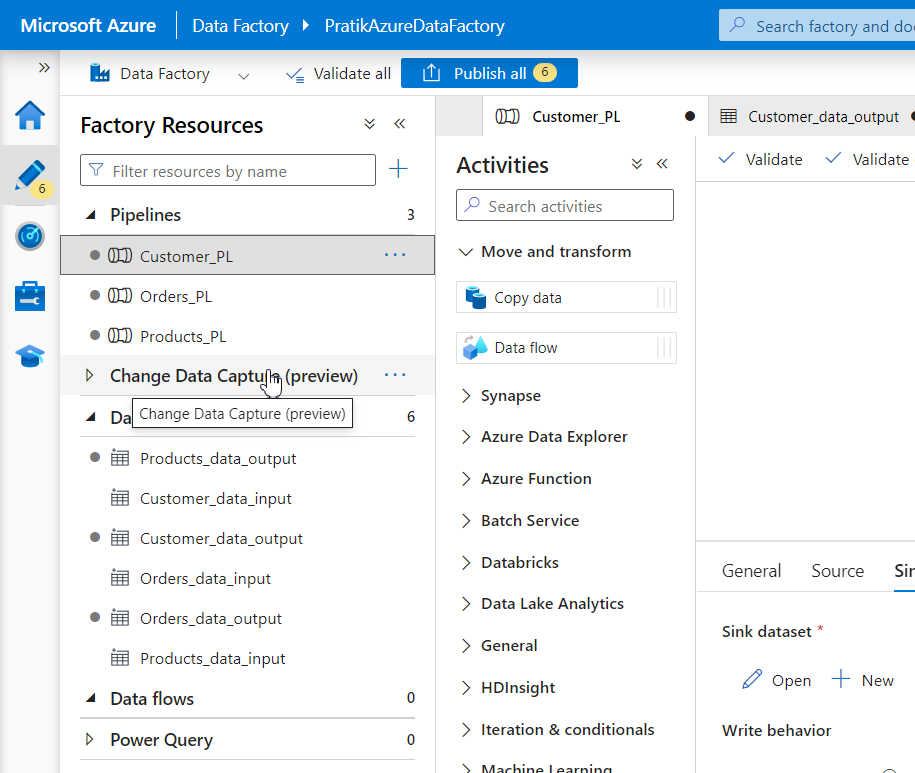 Microsoft Azure
Data Factory
PratikAzureDataFactory
Search factory and do
Data Factory
Validate all
Publish all
6
Factory Resources
Filter resources by name
6
Pipelines
3
Customer_PL
Orders_PL
Products_PL
Change Data Capture (preview)
Change Data Capture (preview)
Da
6
Products_data_output
Customer_data_input
Customer_data_output
Orders_data_input
Orders_data_output
Products_data_input
Data flows
0
Power Query
0
Customer_PL
Customer_data_output
Activities
Search activities
Move and transform
Copy data
Data flow
Synapse
Azure Data Explorer
Azure Function
Batch Service
Databricks
Data Lake Analytics
General
HDInsight
Iteration & conditionals
Machine Learning
Validate
Validate
General
Source
Sin
Sink dataset *
Open
New
Write behavior